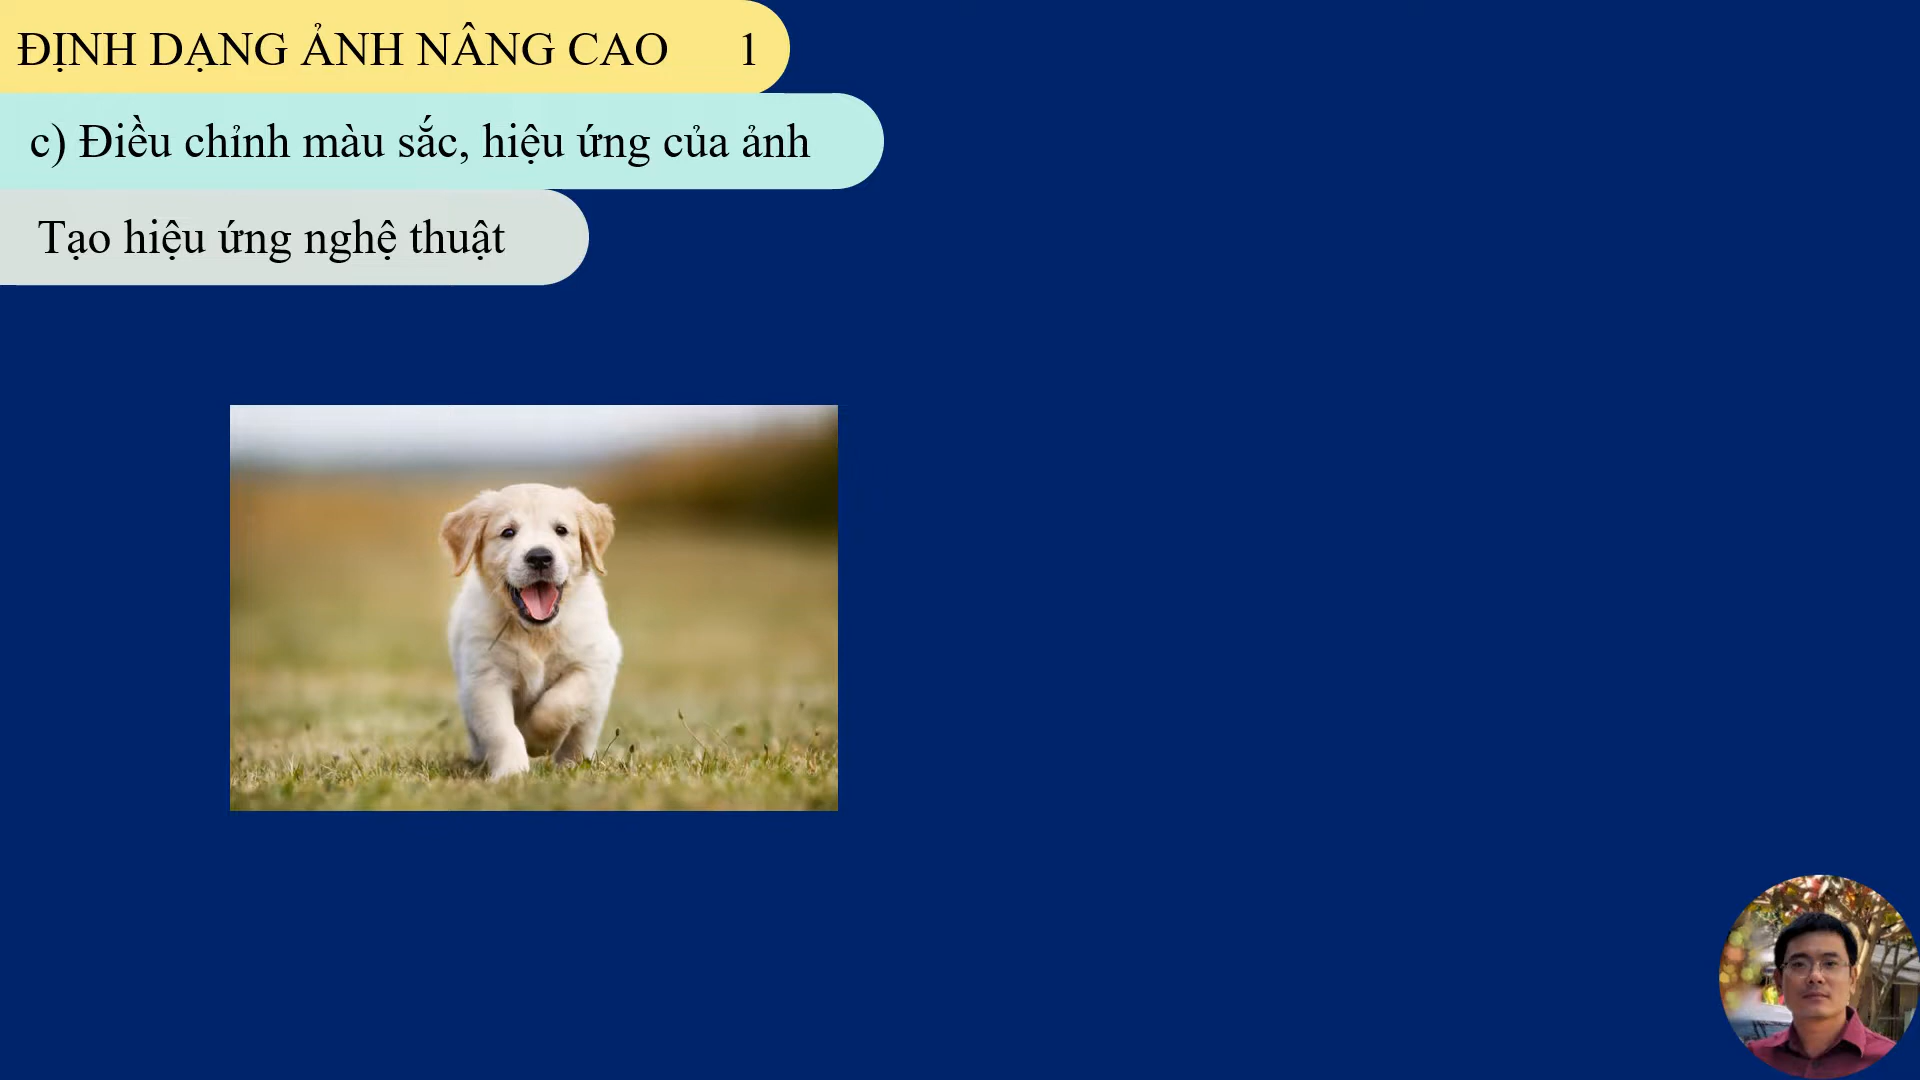 ĐỊNH DẠNG ẢNH NÂNG CAO 1
c) Điều chỉnh màu sắc, hiệu ứng của ảnh
Tạo hiệu ứng nghệ thuật